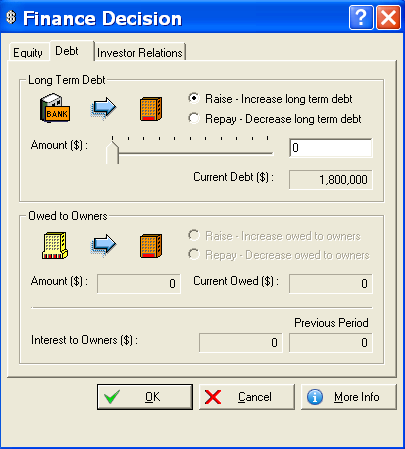 $ Finance Decision ? X
Equity Debt Investor Relations
Long Term Debt
BANK
Raise - Increase long term debt
Repay - Decrease long term debt
Amount ($) : 0
Current Debt ($) : 1,800,000
Owed to Owners
Raise - Increase owed to owners
Repay - Decrease owed to owners
Amount ($) : 0 Current Owed ($) : 0
Previous Period
Interest to Owners ($) : 0 0
OK Cancel More Info